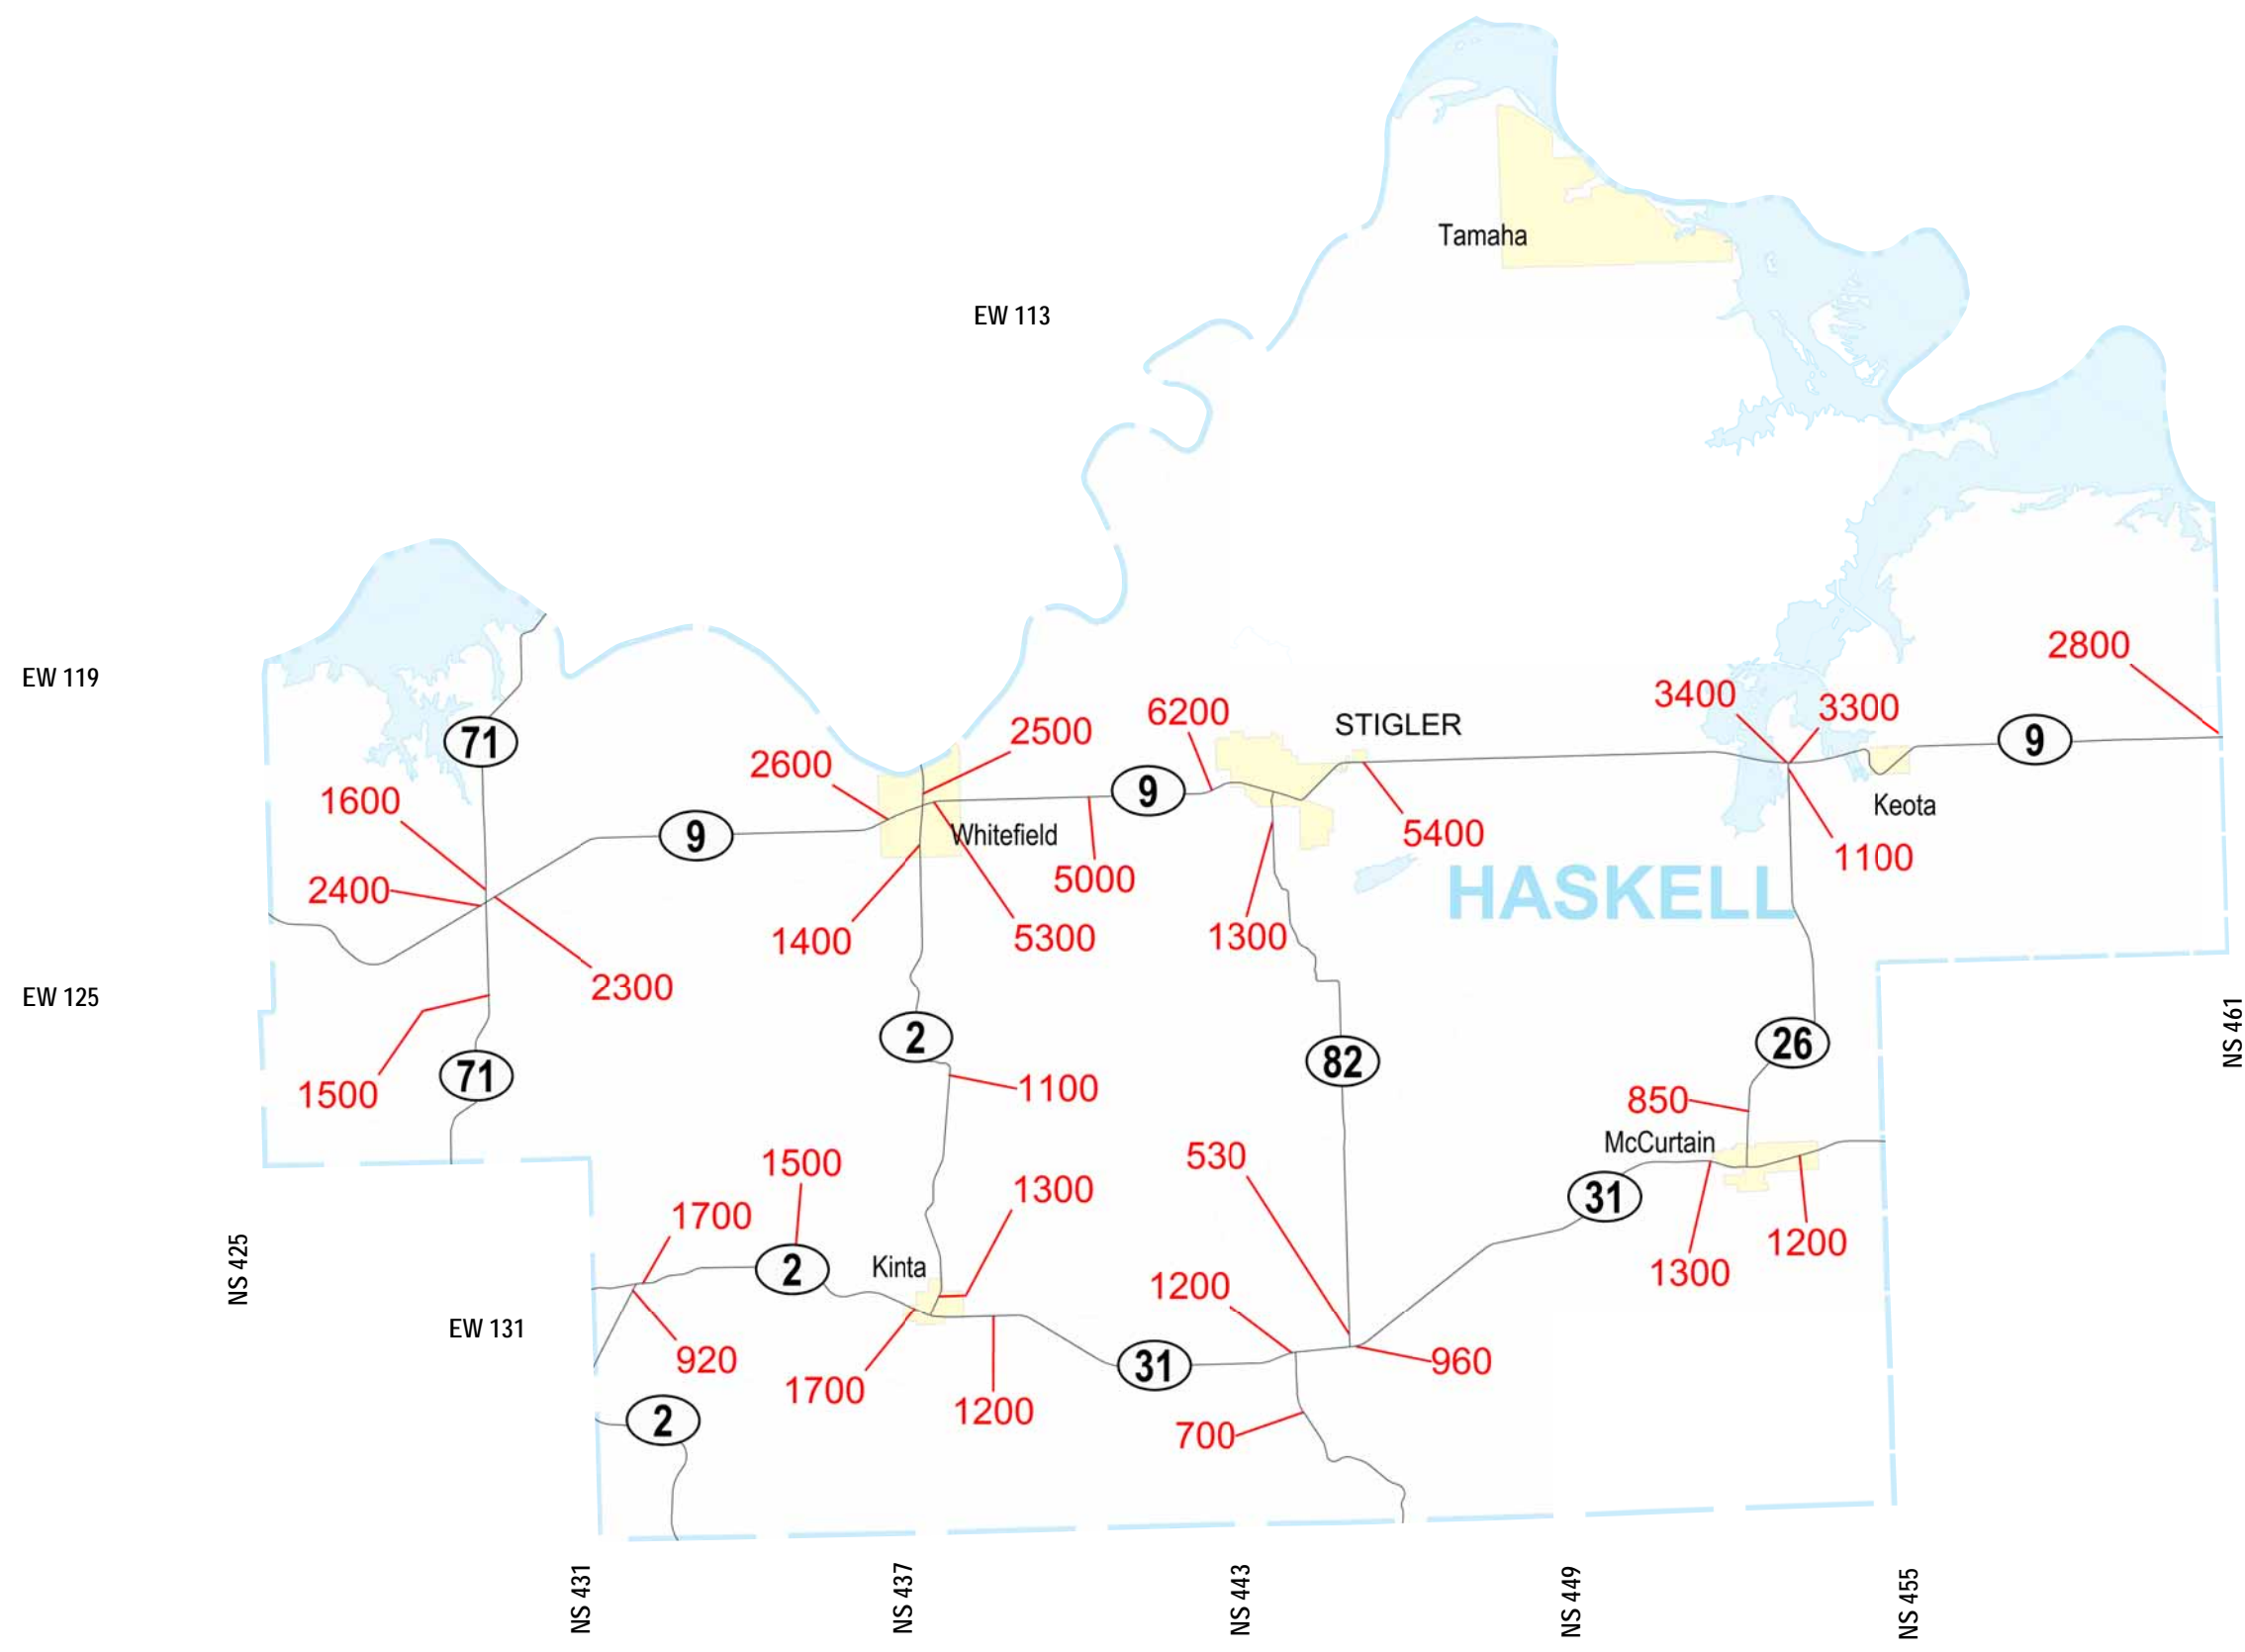 Tamaha
EW 113
2800
EW 119
3400
3300
6200
STIGLER
2500
71
9
2600
9
1600
Keota
9
Whitefield
5400
1100
5000
2400
HASKELL
1400
5300
1300
2300
EW 125
NS 461
2
26
82
71
1100
1500
850
McCurtain
530
1500
1300
31
1700
1200
NS 425
Kinta
2
1300
1200
EW 131
920
31
960
1700
1200
2
700
NS 431
NS 437
NS 443
NS 449
NS 455